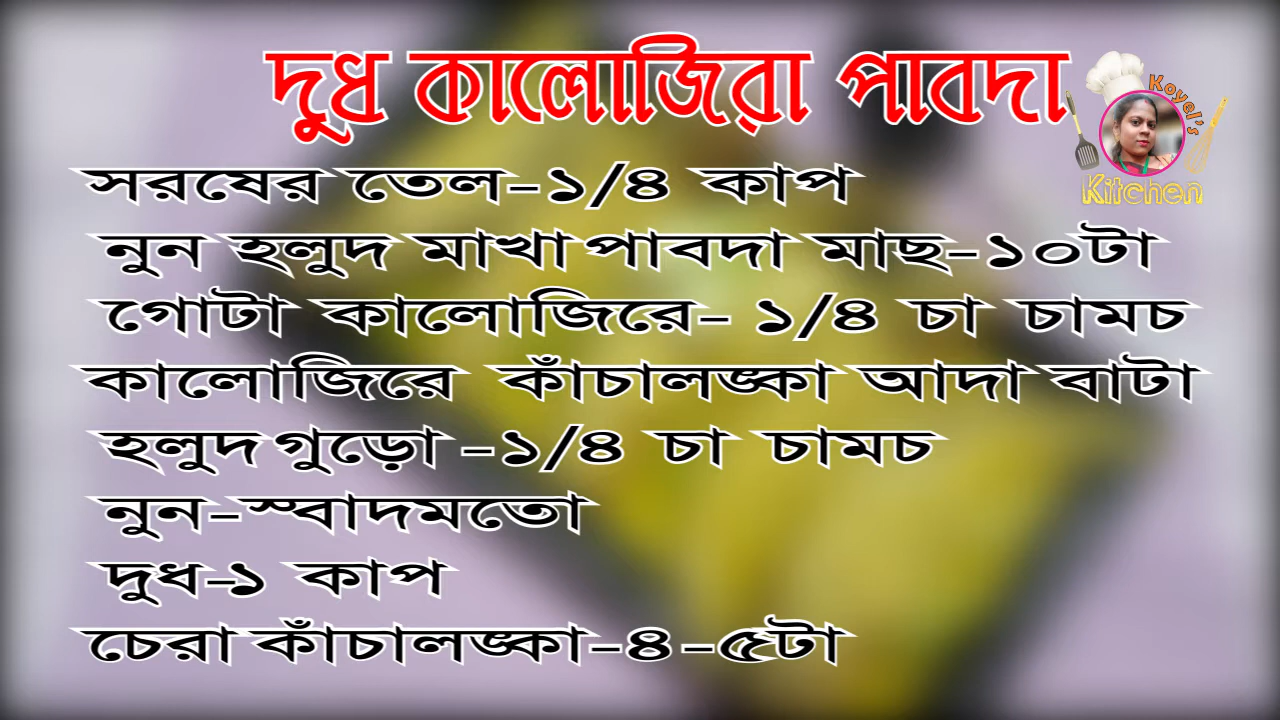 দুধ কালোজিরা পাবদা
Koyel's
Kitchen
সরষের তেল-১/৪ কাপ
নুন হলুদ মাখা পাবদা মাছ-১০টা
গোটা কালোজিরে- ১/৪ চা চামচ
কালোজিরে কাঁচালঙ্কা আদা বাটা
হলুদ গুড়ো -১/৪ চা চামচ
নুন-স্বাদমতো
দুধ-১ কাপ
চেরা কাঁচালঙ্কা-৪-৫টা